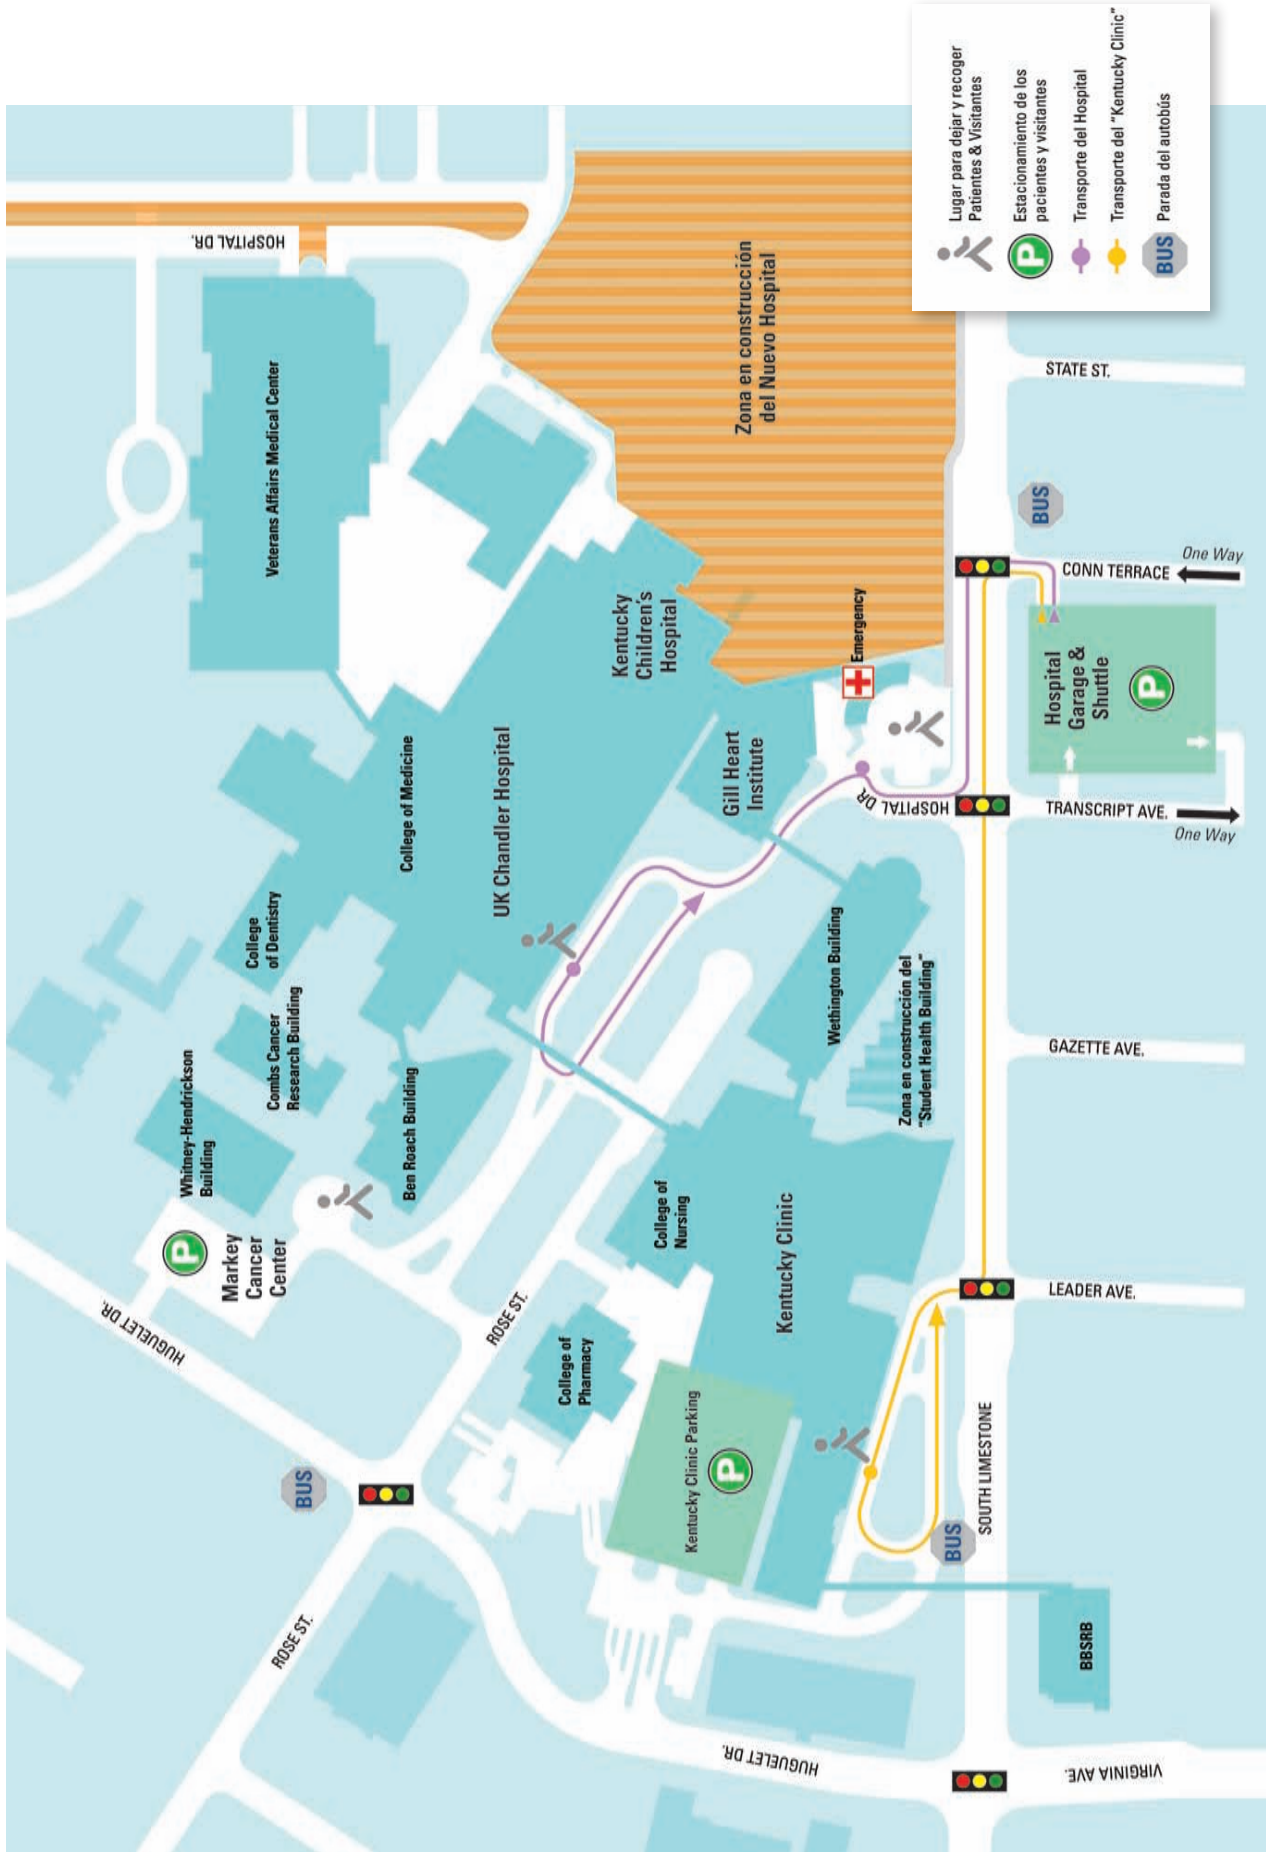 Lugar para dejar y recoger
Patientes & Visitantes
P
Estacionamiento de los
pacientes y visitantes
Transporte del Hospital
Transporte del "Kentucky Clinic"
BUS
Parada del autobús
HOSPITAL DR.
Veterans Affairs Medical Center
Zona en construcción
del Nuevo Hospital
STATE ST.
BUS
One Way
CONN TERRACE
Kentucky
Children's
Hospital
Emergency
Hospital
Garage &
Shuttle
P
College of Medicine
UK Chandler Hospital
Gill Heart
Institute
HOSPITAL DR.
TRANSCRIPT AVE.
One Way
College
of Dentistry
Combs Cancer
Research Building
Wethington Building
Zona en construcción del
"Student Health Building"
GAZETTE AVE.
Whitney-Hendrickson
Building
Ben Roach Building
P
Markey
Cancer
Center
College of
Nursing
Kentucky Clinic
LEADER AVE.
HUGUELET DR.
ROSE ST.
College of
Pharmacy
Kentucky Clinic Parking
P
BUS
SOUTH LIMESTONE
BUS
ROSE ST.
BBSRB
HUGUELET DR.
VIRGINIA AVE.